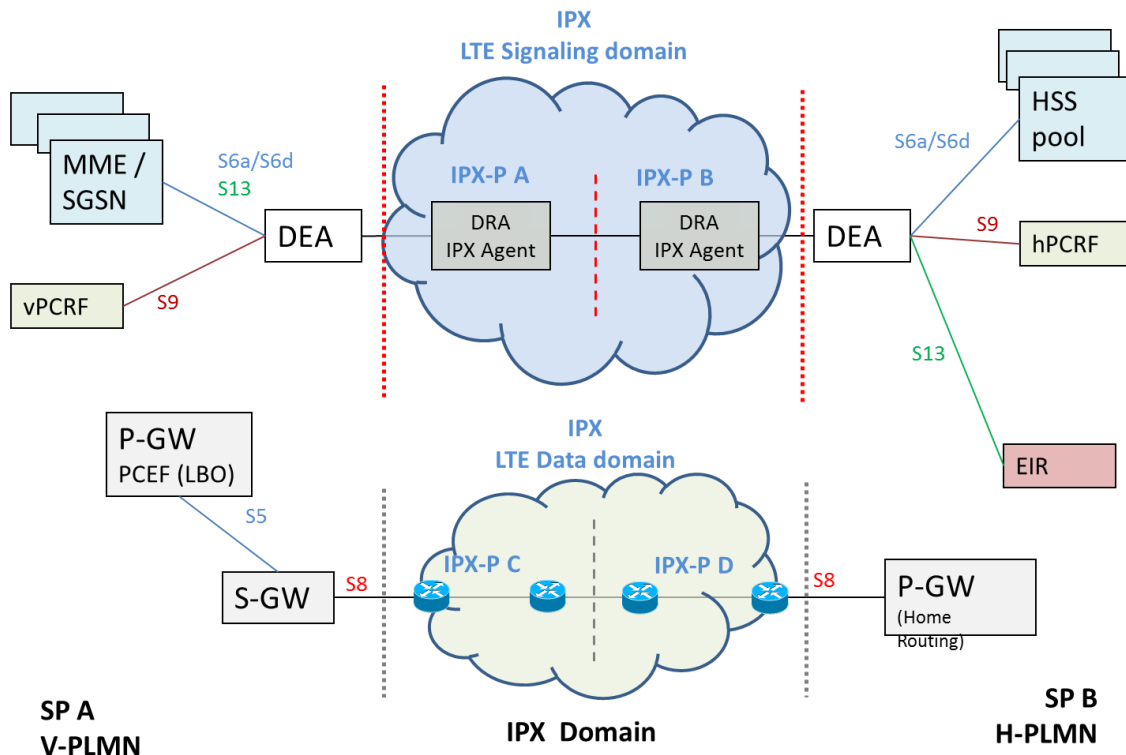 IPX
LTE Signaling domain
MME /
SGSN
S6a/S6d
S13
DEA
vPCRF
S9
IPX-P A
IPX-P B
DRA
IPX Agent
DRA
IPX Agent
DEA
S6a/S6d
HSS
pool
S9
hPCRF
S13
EIR
P-GW
PCEF (LBO)
S5
S-GW
S8
IPX
LTE Data domain
IPX-P C
IPX-P D
S8
P-GW
(Home
Routing)
SP A
V-PLMN
IPX Domain
SP B
H-PLMN